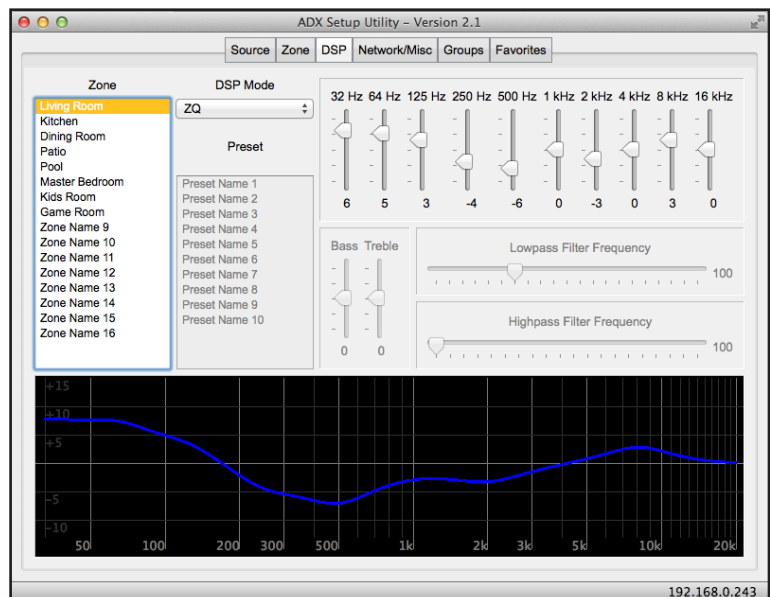 ADX Setup Utility – Version 2.1
Source Zone DSP Network/Misc Groups Favorites
Zone
Living Room
Kitchen
Dining Room
Patio
Pool
Master Bedroom
Kids Room
Game Room
Zone Name 9
Zone Name 10
Zone Name 11
Zone Name 12
Zone Name 13
Zone Name 14
Zone Name 15
Zone Name 16
DSP Mode
ZQ
Preset
Preset Name 1
Preset Name 2
Preset Name 3
Preset Name 4
Preset Name 5
Preset Name 6
Preset Name 7
Preset Name 8
Preset Name 9
Preset Name 10
32 Hz 64 Hz 125 Hz 250 Hz 500 Hz 1 kHz 2 kHz 4 kHz 8 kHz 16 kHz
6 5 3 -4 -6 0 -3 0 3 0
Bass Treble
0 0
Lowpass Filter Frequency
100
Highpass Filter Frequency
100
+15
+10
+5
-5
-10
50 100 200 300 500 1k 2k 3k 5k 10k 20k
192.168.0.243